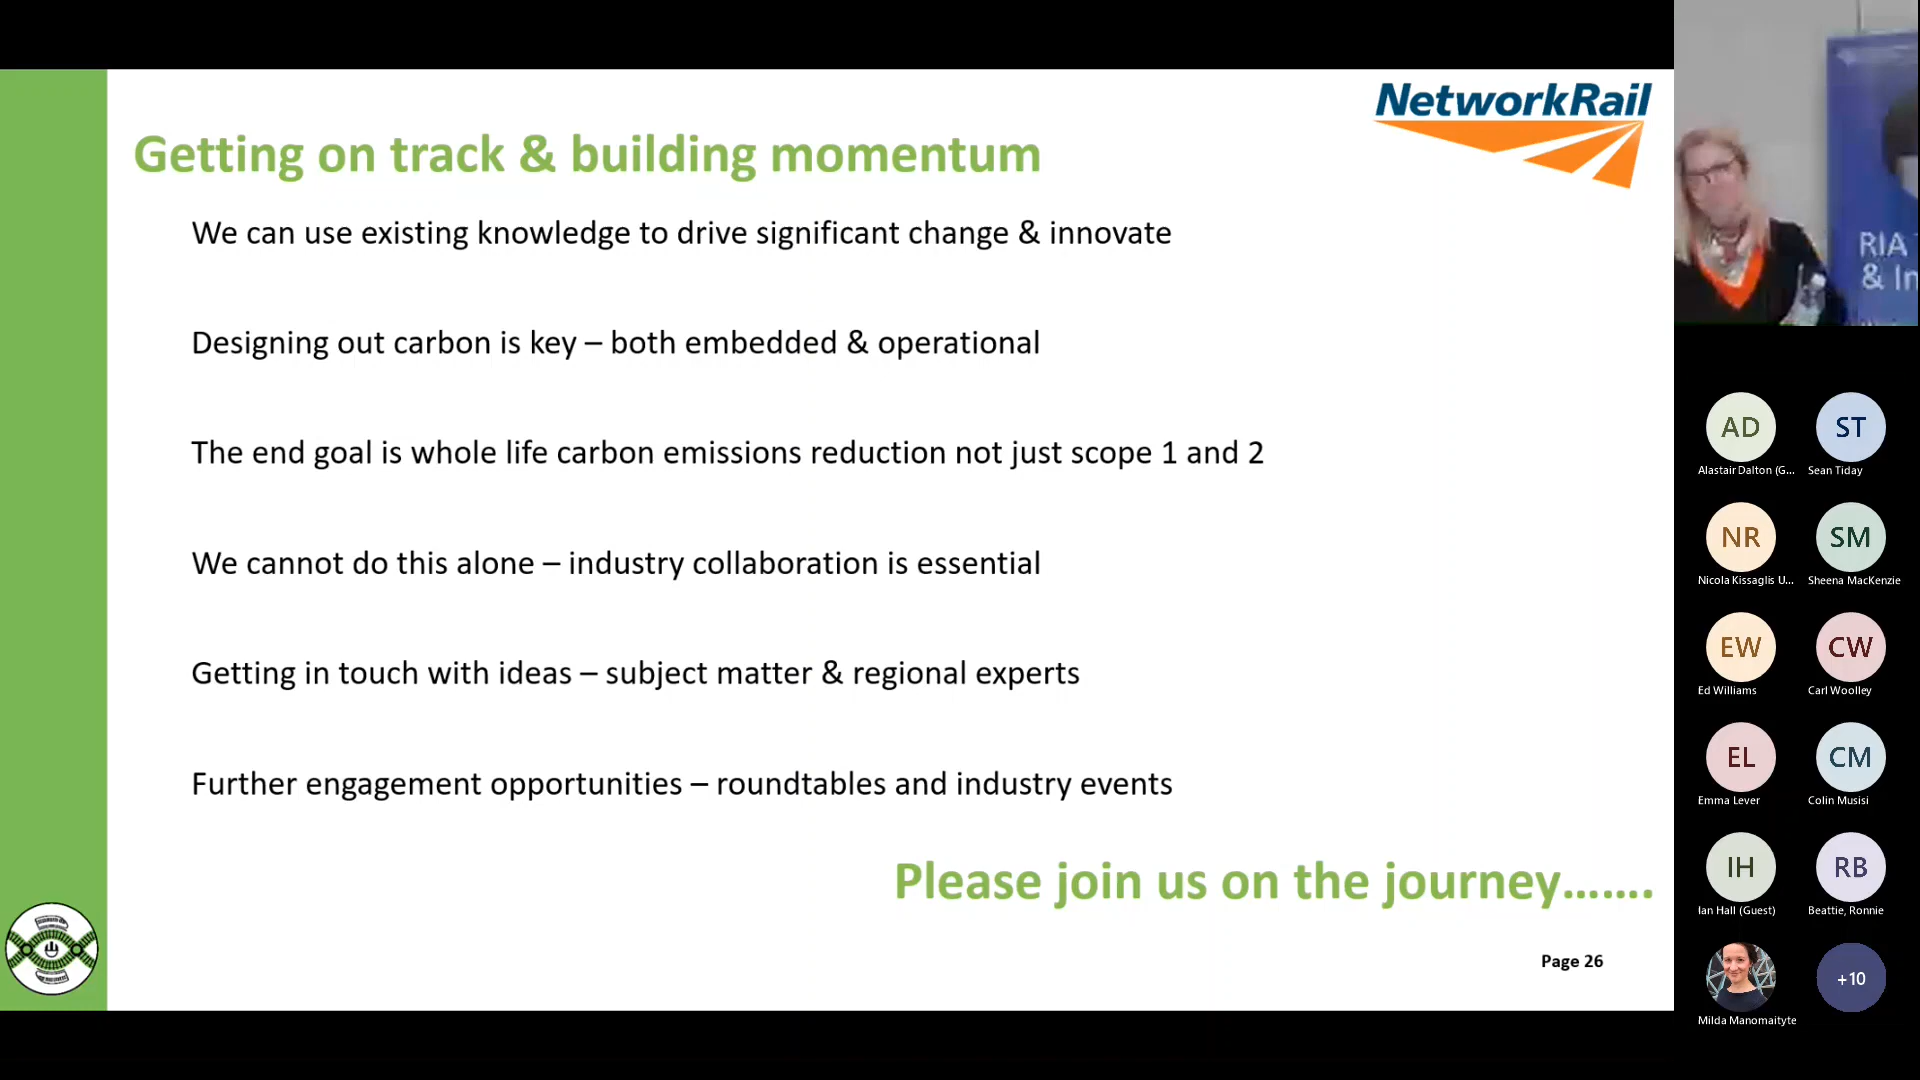 NetworkRail
Getting on track & building momentum
We can use existing knowledge to drive significant change & innovate
Designing out carbon is key – both embedded & operational
The end goal is whole life carbon emissions reduction not just scope 1 and 2
We cannot do this alone – industry collaboration is essential
Getting in touch with ideas – subject matter & regional experts
Further engagement opportunities – roundtables and industry events
Please join us on the journey.......
Page 26
RIA
& In
AD
ST
Alastair Dalton (G...
Sean Tiday
NR
SM
Nicola Kissaglis U...
Sheena MacKenzie
EW
CW
Ed Williams
Carl Woolley
EL
CM
Emma Lever
Colin Musisi
IH
RB
Ian Hall (Guest)
Beattie, Ronnie
+10
Milda Manomaityte